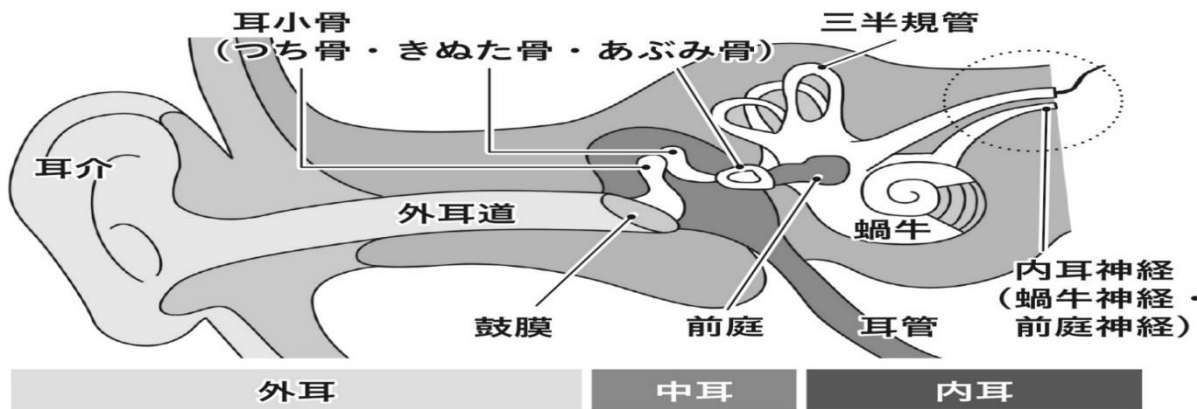 耳小骨
(つち骨・きぬた骨・あぶみ骨)
三半規管
耳介
外耳道
蝸牛
鼓膜
前庭
耳管
内耳神経
(蝸牛神経・
前庭神経)
外耳
中耳
内耳